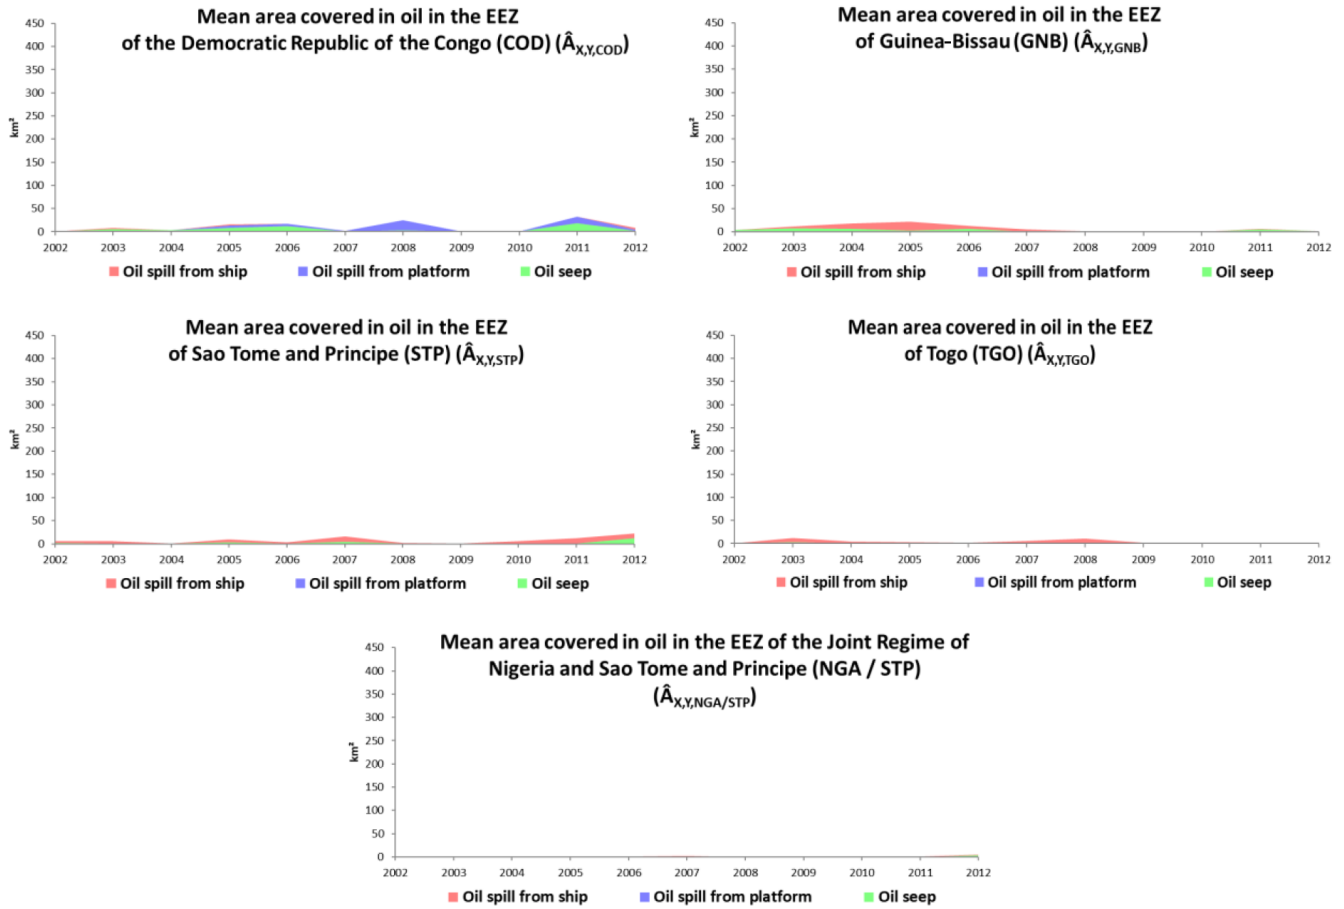 Mean area covered in oil in the EEZ
of the Democratic Republic of the Congo (COD) (ÂX,Y,COD)
450
400
350
300
250
200
150
100
50
0
km²
2002 2003 2004 2005 2006 2007 2008 2009 2010 2011 2012
Oil spill from ship Oil spill from platform Oil seep
Mean area covered in oil in the EEZ
of Guinea-Bissau (GNB) (ÂX,Y,GNB)
450
400
350
300
250
200
150
100
50
0
km²
2002 2003 2004 2005 2006 2007 2008 2009 2010 2011 2012
Oil spill from ship Oil spill from platform Oil seep
Mean area covered in oil in the EEZ
of Sao Tome and Principe (STP) (ÂX,Y,STP)
450
400
350
300
250
200
150
100
50
0
km²
2002 2003 2004 2005 2006 2007 2008 2009 2010 2011 2012
Oil spill from ship Oil spill from platform Oil seep
Mean area covered in oil in the EEZ
of Togo (TGO) (ÂX,Y,TGO)
450
400
350
300
250
200
150
100
50
0
km²
2002 2003 2004 2005 2006 2007 2008 2009 2010 2011 2012
Oil spill from ship Oil spill from platform Oil seep
Mean area covered in oil in the EEZ of the Joint Regime of
Nigeria and Sao Tome and Principe (NGA / STP)
(ÂX,Y,NGA/STP)
450
400
350
300
250
200
150
100
50
0
km²
2002 2003 2004 2005 2006 2007 2008 2009 2010 2011 2012
Oil spill from ship Oil spill from platform Oil seep